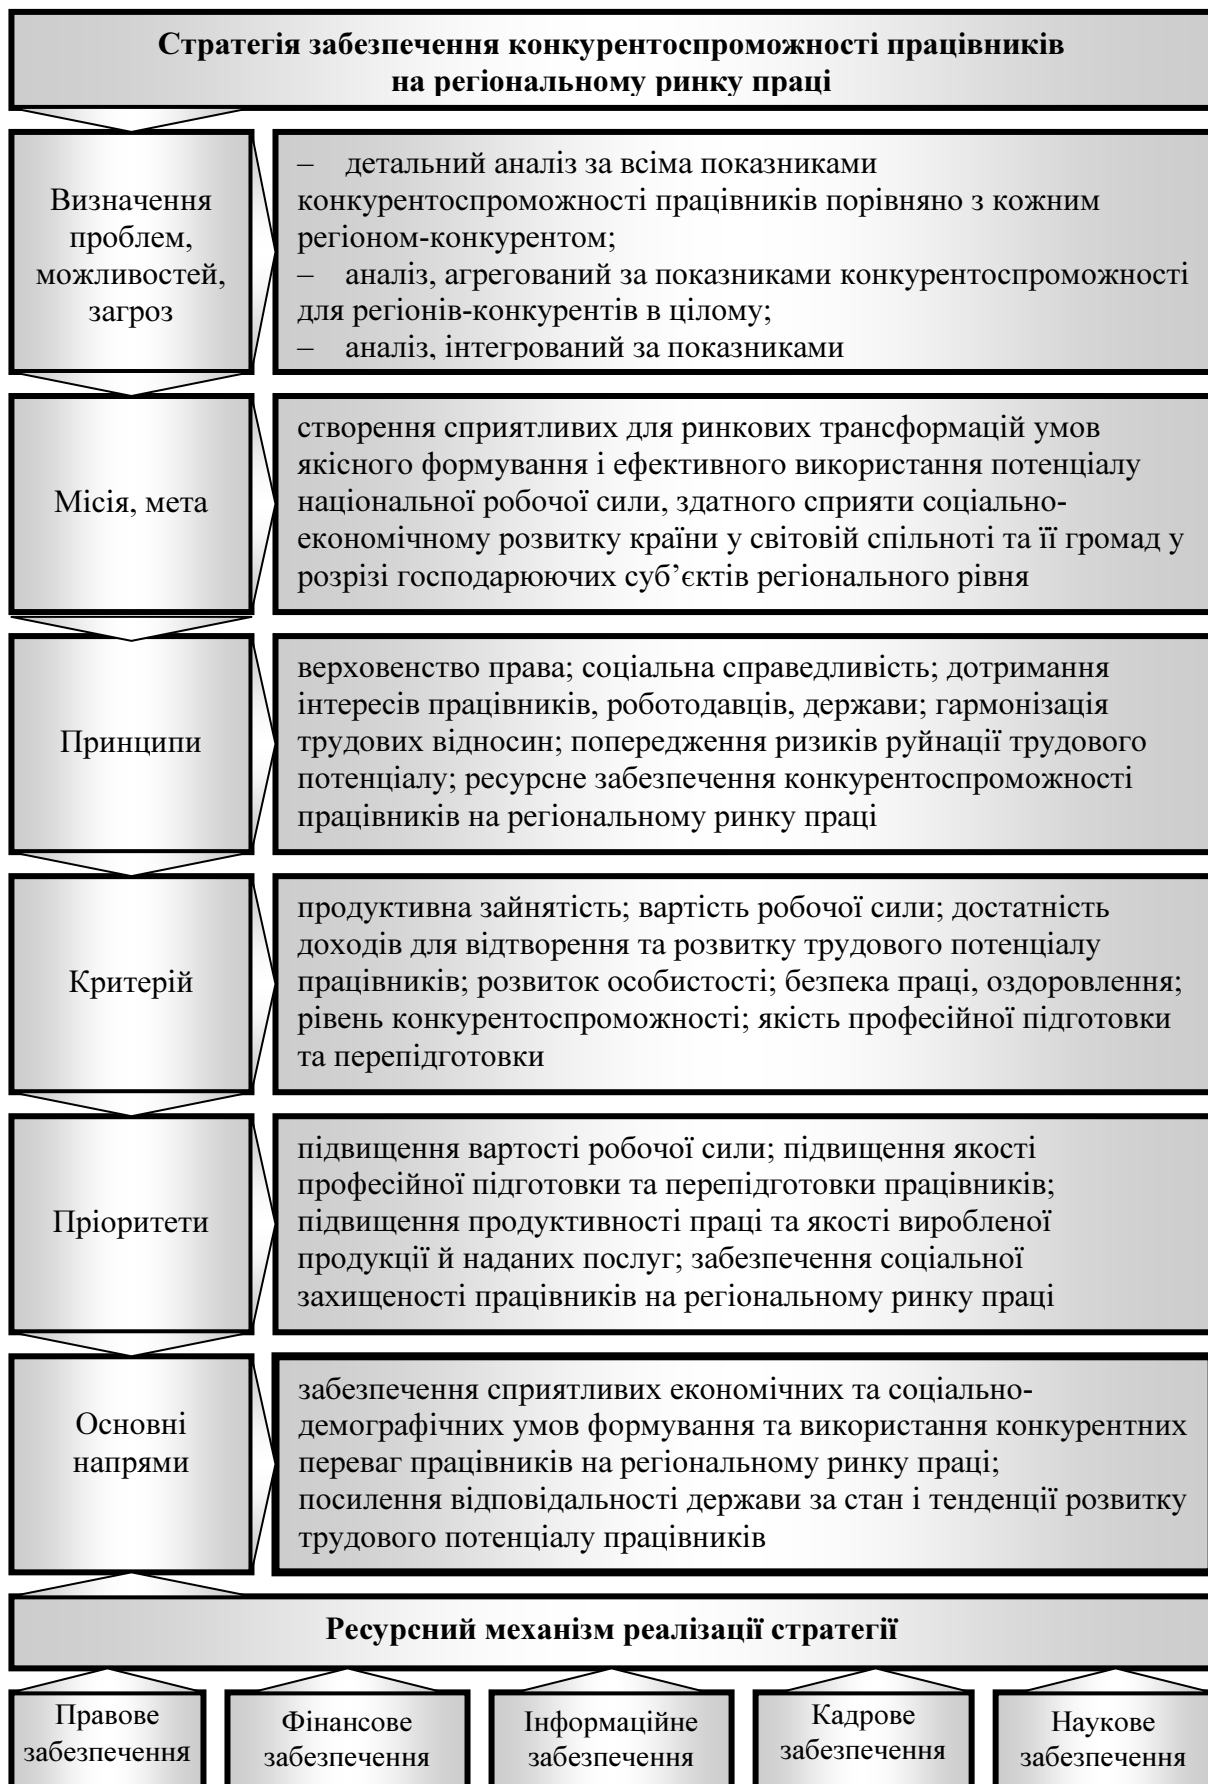 Стратегія забезпечення конкурентоспроможності працівників
на регіональному ринку праці
Визначення
проблем,
можливостей,
загроз
– детальний аналіз за всіма показниками
конкурентоспроможності працівників порівняно з кожним
регіоном-конкурентом;
– аналіз, агрегований за показниками конкурентоспроможності
для регіонів-конкурентів в цілому;
– аналіз, інтегрований за показниками
Місія, мета
створення сприятливих для ринкових трансформацій умов
якісного формування і ефективного використання потенціалу
національної робочої сили, здатного сприяти соціально-
економічному розвитку країни у світовій спільноті та її громад у
розрізі господарюючих суб’єктів регіонального рівня
Принципи
верховенство права; соціальна справедливість; дотримання
інтересів працівників, роботодавців, держави; гармонізація
трудових відносин; попередження ризиків руйнації трудового
потенціалу; ресурсне забезпечення конкурентоспроможності
працівників на регіональному ринку праці
Критерій
продуктивна зайнятість; вартість робочої сили; достатність
доходів для відтворення та розвитку трудового потенціалу
працівників; розвиток особистості; безпека праці, оздоровлення;
рівень конкурентоспроможності; якість професійної підготовки
та перепідготовки
Пріоритети
підвищення вартості робочої сили; підвищення якості
професійної підготовки та перепідготовки працівників;
підвищення продуктивності праці та якості виробленої
продукції й наданих послуг; забезпечення соціальної
захищеності працівників на регіональному ринку праці
Основні
напрями
забезпечення сприятливих економічних та соціально-
демографічних умов формування та використання конкурентних
переваг працівників на регіональному ринку праці;
посилення відповідальності держави за стан і тенденції розвитку
трудового потенціалу працівників
Ресурсний механізм реалізації стратегії
Правове
забезпечення
Фінансове
забезпечення
Інформаційне
забезпечення
Кадрове
забезпечення
Наукове
забезпечення